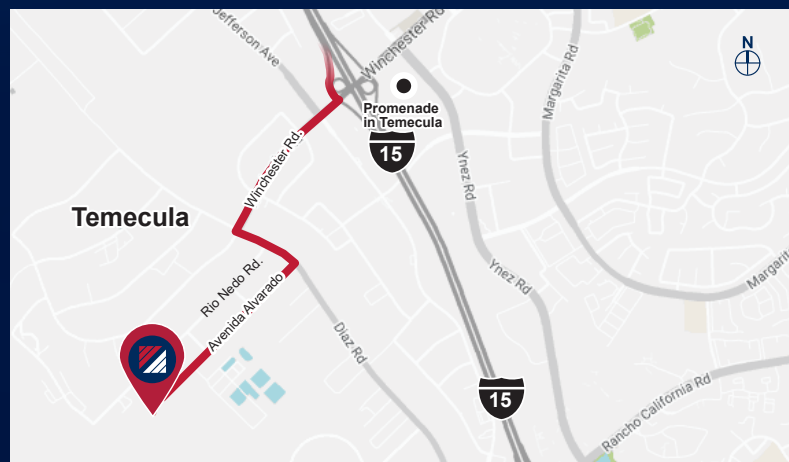 Jefferson Ave
Winchester Rd
N
Margarita Rd
Promenade
in Temecula
15
Winchester Rd.
Ynez Rd
Temecula
Rio Nedo Rd.
Avenida Alvarado
Ynez Rd
Margarita
Diaz Rd
15
Rancho California Rd